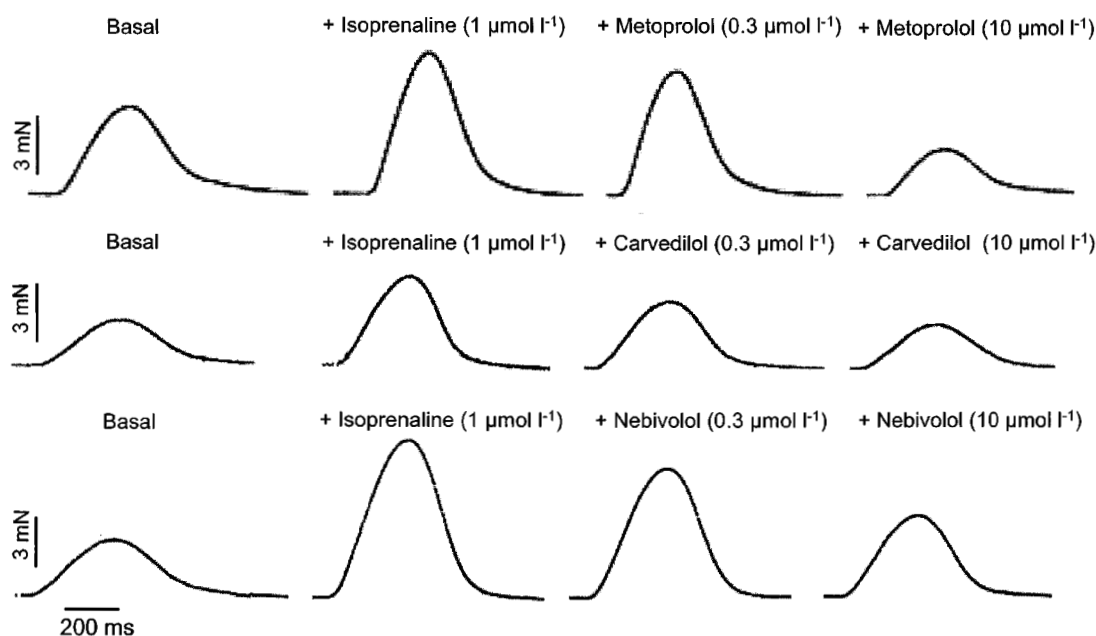 Basal + Isoprenaline (1 µmol l⁻¹) + Metoprolol (0.3 µmol l⁻¹) + Metoprolol (10 µmol l⁻¹)
3 mN
Basal + Isoprenaline (1 µmol l⁻¹) + Carvedilol (0.3 µmol l⁻¹) + Carvedilol (10 µmol l⁻¹)
3 mN
Basal + Isoprenaline (1 µmol l⁻¹) + Nebivolol (0.3 µmol l⁻¹) + Nebivolol (10 µmol l⁻¹)
3 mN
200 ms